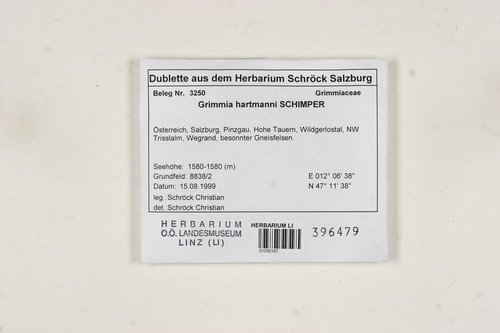 Dublette aus dem Herbarium Schröck Salzburg
Beleg Nr. 3250 Grimmiaceae
Grimmia hartmanni SCHIMPER
Österreich, Salzburg, Pinzgau, Hohe Tauern, Wildgerlostal, NW
Trisslalm, Wegrand, besonnter Gneisfelsen.
Seehöhe: 1580-1580 (m)
Grundfeld: 8838/2 E 012° 06' 38"
Datum: 15.08.1999 N 47° 11' 38"
leg.: Schröck Christian
det.: Schröck Christian
HERBARIUM
O.Ö. LANDESMUSEUM
LINZ (LI)
HERBARIUM LI
01030167
396479